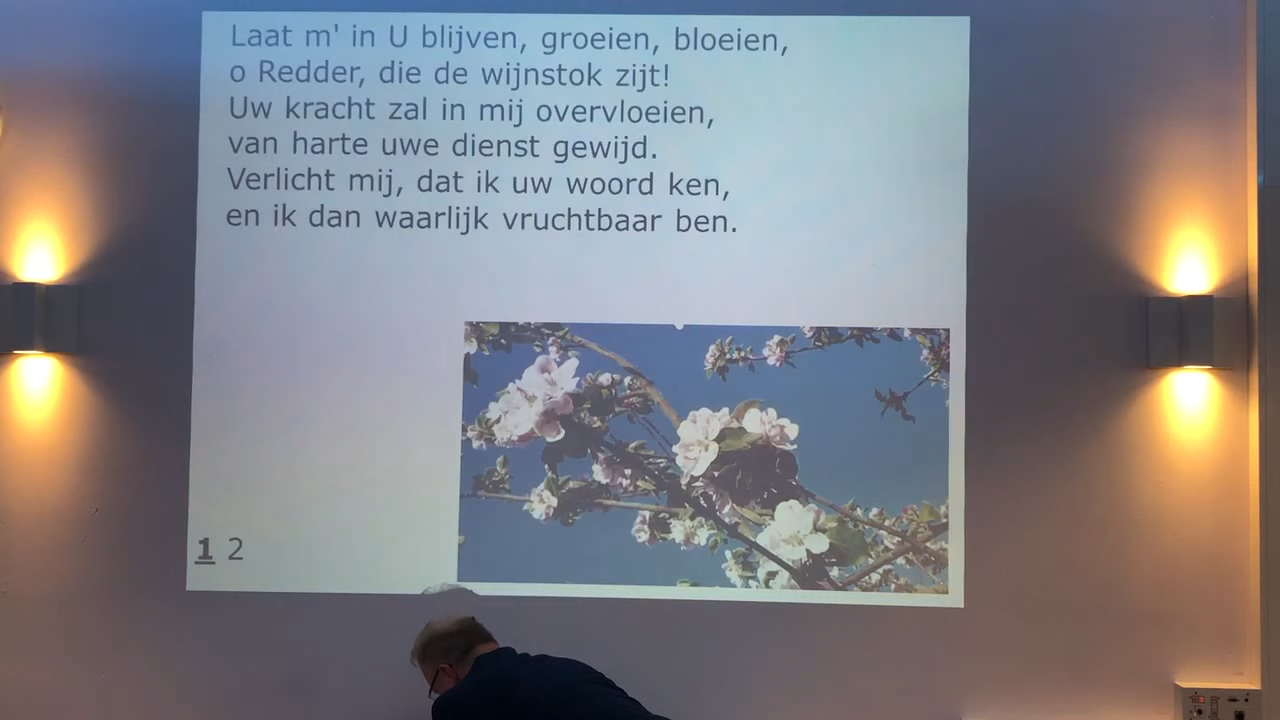 Laat m' in U blijven, groeien, bloeien,
o Redder, die de wijnstok zijt!
Uw kracht zal in mij overvloeien,
van harte uwe dienst gewijd.
Verlicht mij, dat ik uw woord ken,
en ik dan waarlijk vruchtbaar ben.
1 2